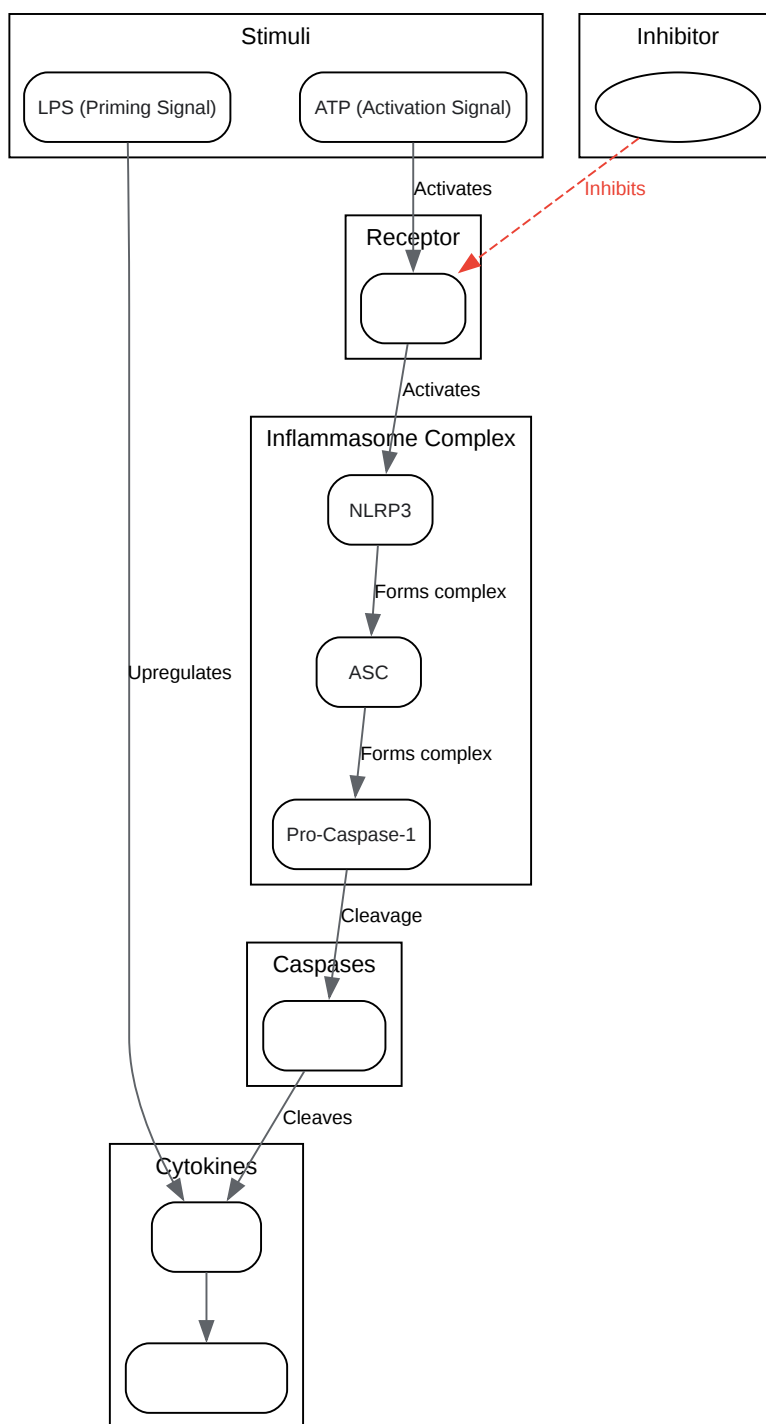 Stimuli
Inhibitor
LPS (Priming Signal)
ATP (Activation Signal)
Activates
Inhibits
Receptor
Activates
Inflammasome Complex
NLRP3
Forms complex
ASC
Upregulates
Forms complex
Pro-Caspase-1
Cleavage
Caspases
Cleaves
Cytokines